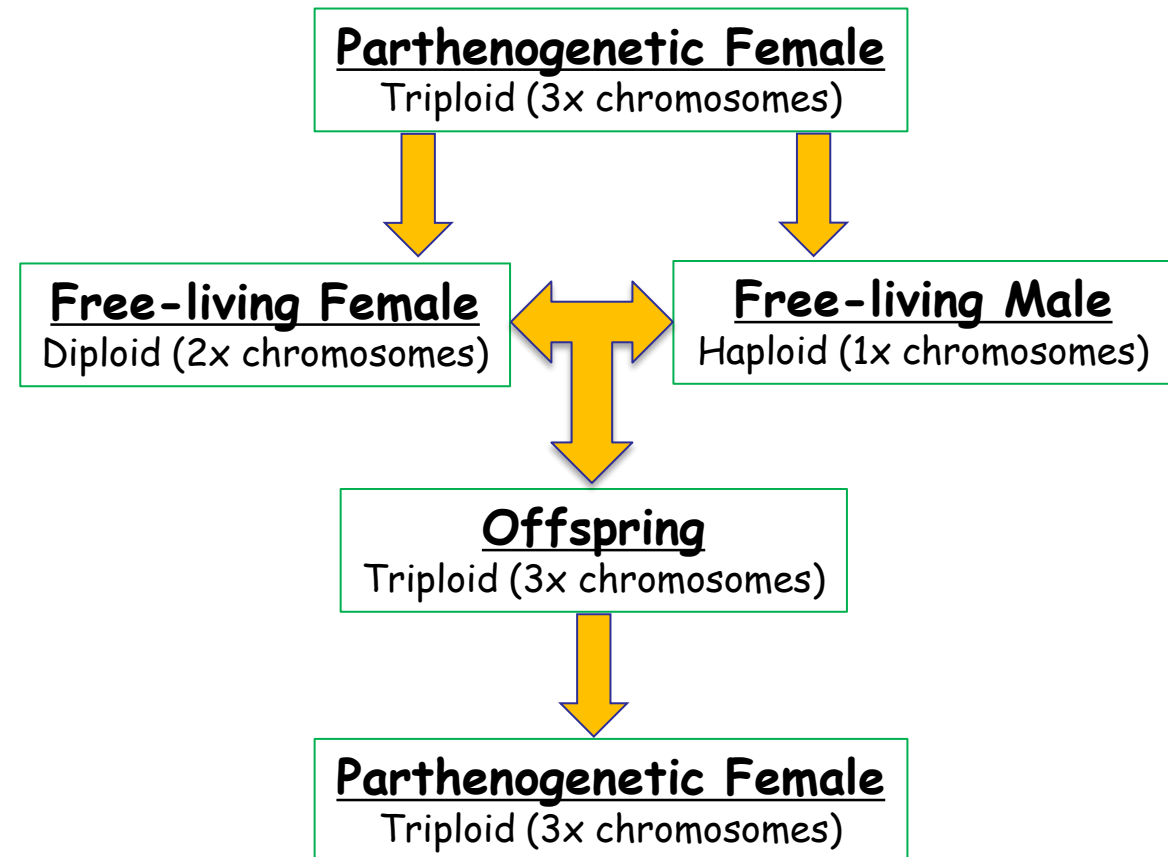 Parthenogenetic Female
Triploid (3x chromosomes)
Free-living Female
Diploid (2x chromosomes)
Free-living Male
Haploid (1x chromosomes)
Offspring
Triploid (3x chromosomes)
Parthenogenetic Female
Triploid (3x chromosomes)